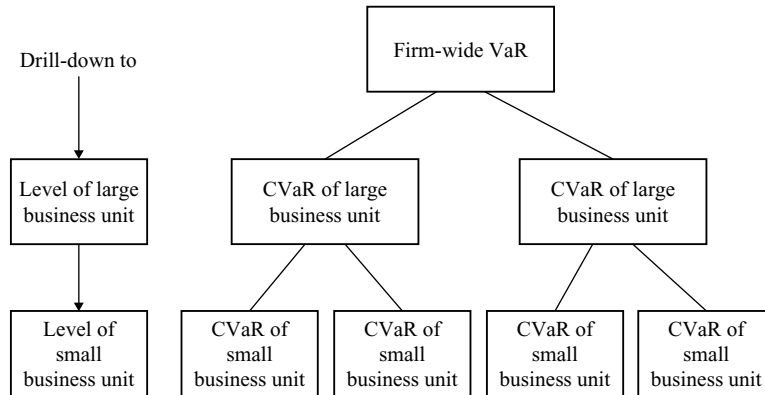 Firm-wide VaR
Drill-down to
Level of large
business unit
CVaR of large
business unit
CVaR of large
business unit
Level of
small
business unit
CVaR of
small
business unit
CVaR of
small
business unit
CVaR of
small
business unit
CVaR of
small
business unit